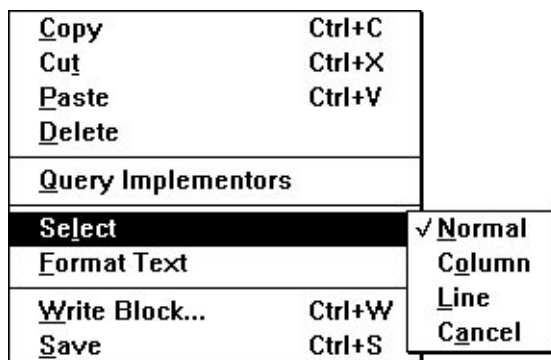 Copy Ctrl+C
Cut Ctrl+X
Paste Ctrl+V
Delete
Query Implementors
Select
Format Text
Write Block... Ctrl+W
Save Ctrl+S
✓ Normal
Column
Line
Cancel